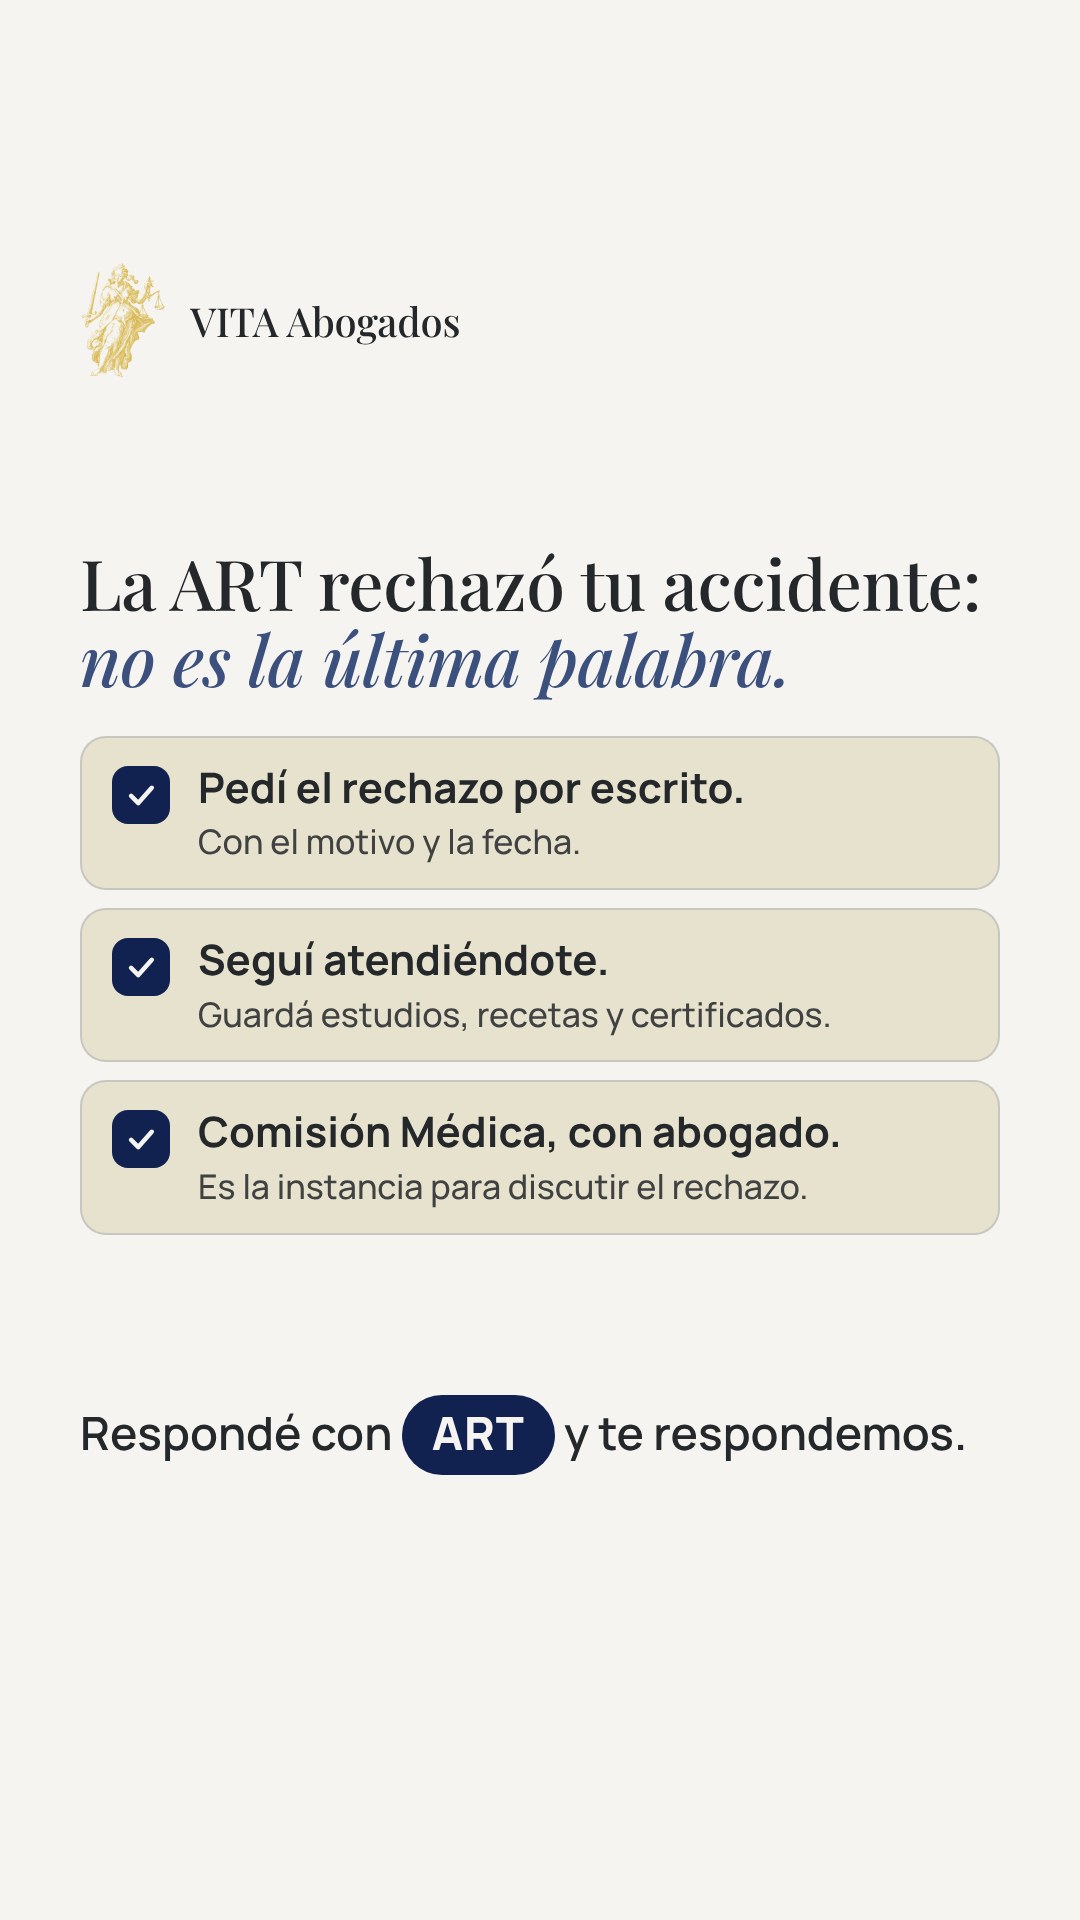 VITA Abogados
La ART rechazó tu accidente:
no es la última palabra.
Pedí el rechazo por escrito.
Con el motivo y la fecha.
Seguí atendiéndote.
Guardá estudios, recetas y certificados.
Comisión Médica, con abogado.
Es la instancia para discutir el rechazo.
Respondé con ART y te respondemos.